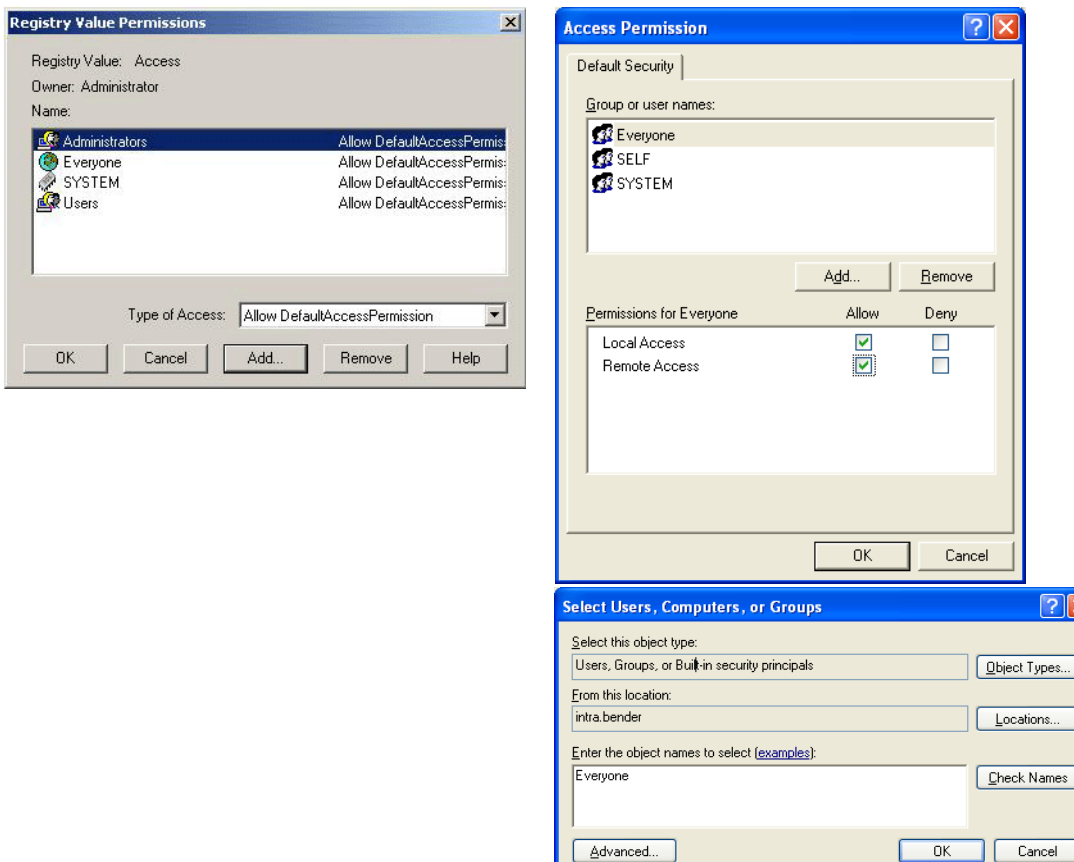 Registry Value Permissions
Registry Value: Access
Owner: Administrator
Name:
Administrators Allow DefaultAccessPermis
Everyone Allow DefaultAccessPermis
SYSTEM Allow DefaultAccessPermis
Users Allow DefaultAccessPermis
Type of Access: Allow DefaultAccessPermission
OK Cancel Add... Remove Help
Access Permission
Default Security
Group or user names:
Everyone
SELF
SYSTEM
Add... Remove
Permissions for Everyone Allow Deny
Local Access
Remote Access
OK Cancel
Select Users, Computers, or Groups
Select this object type:
Users, Groups, or Built-in security principals Object Types...
From this location:
intra.bender Locations...
Enter the object names to select (examples):
Everyone Check Names
Advanced... OK Cancel